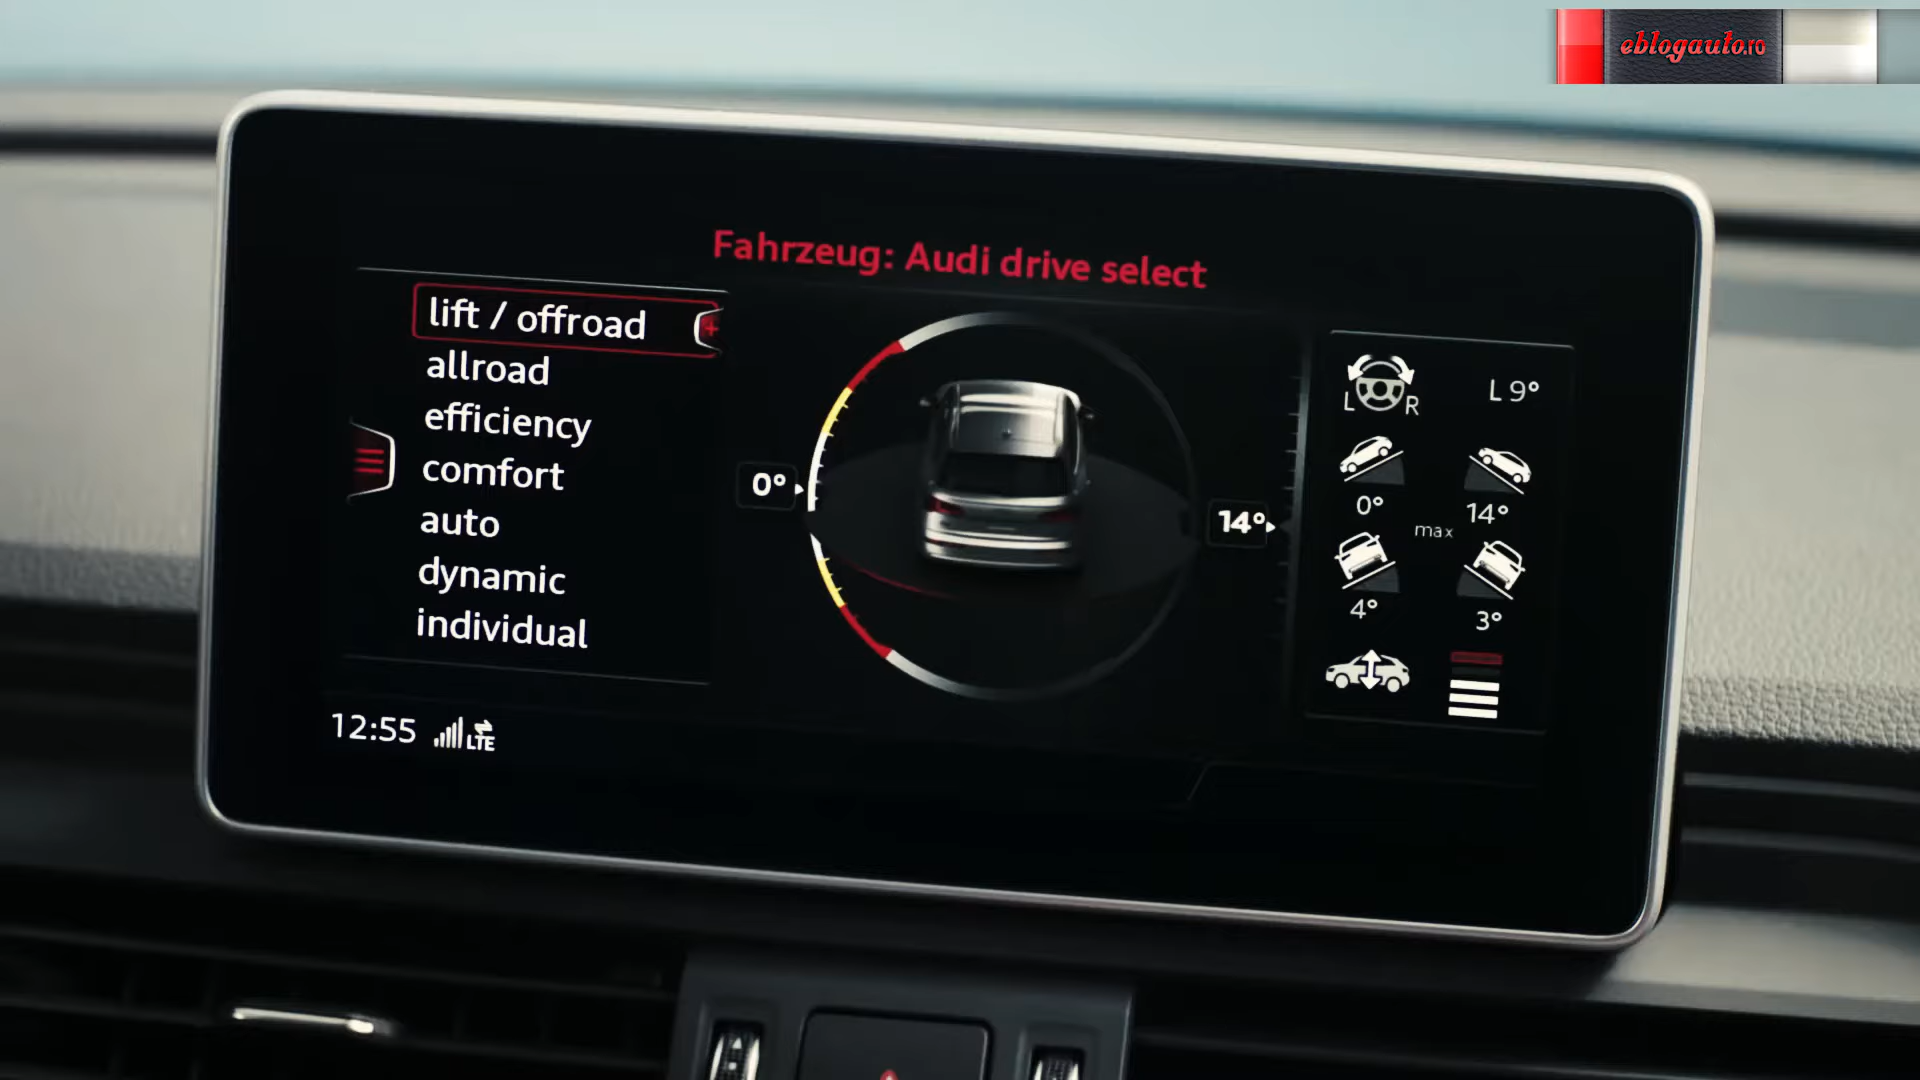 eblogauto.ro
Fahrzeug: Audi drive select
lift / offroad
allroad
efficiency
comfort
auto
dynamic
individual
0°
14°
L R L 9°
0° 14°
max
4° 3°
12:55 LTE